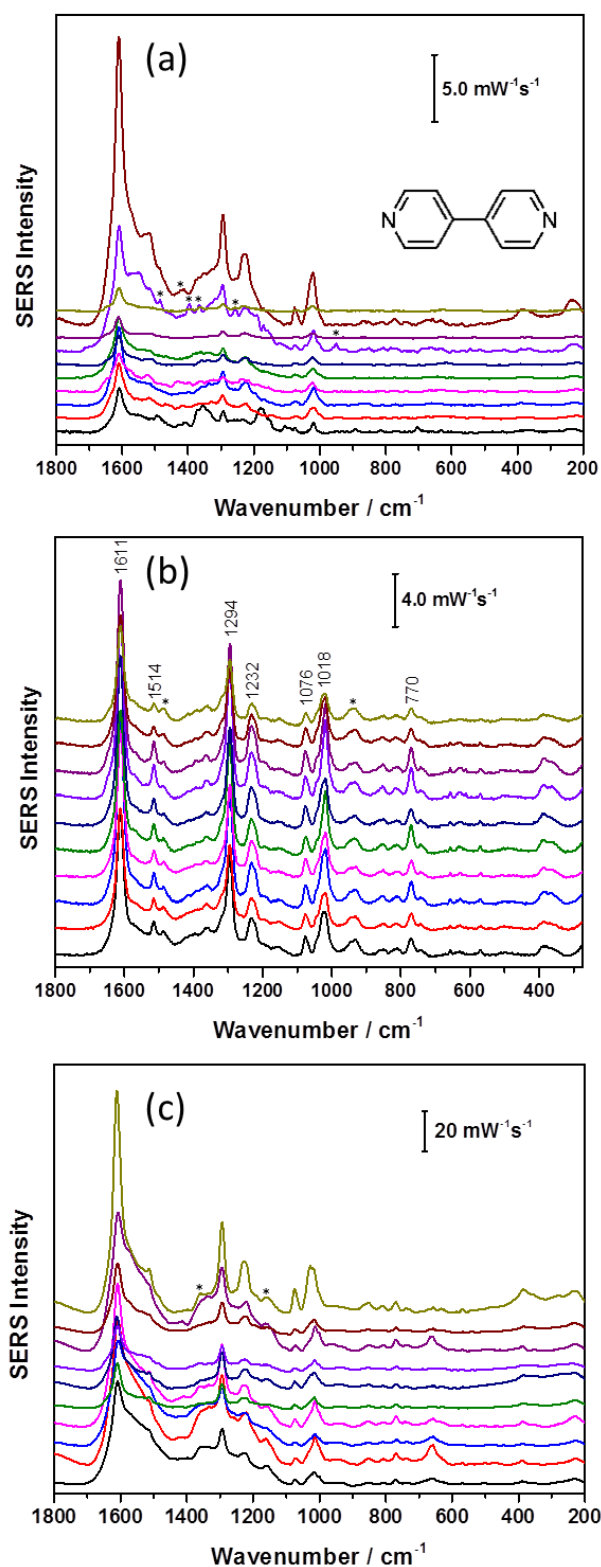 (a)
5.0 mW⁻¹s⁻¹
N
N
* * * * * *
SERS Intensity
1800 1600 1400 1200 1000 800 600 400 200
Wavenumber / cm⁻¹
(b)
4.0 mW⁻¹s⁻¹
1611 1514 * 1294 1232 1076 1018 * 770
SERS Intensity
1800 1600 1400 1200 1000 800 600 400
Wavenumber / cm⁻¹
(c)
20 mW⁻¹s⁻¹
* *
SERS Intensity
1800 1600 1400 1200 1000 800 600 400 200
Wavenumber / cm⁻¹